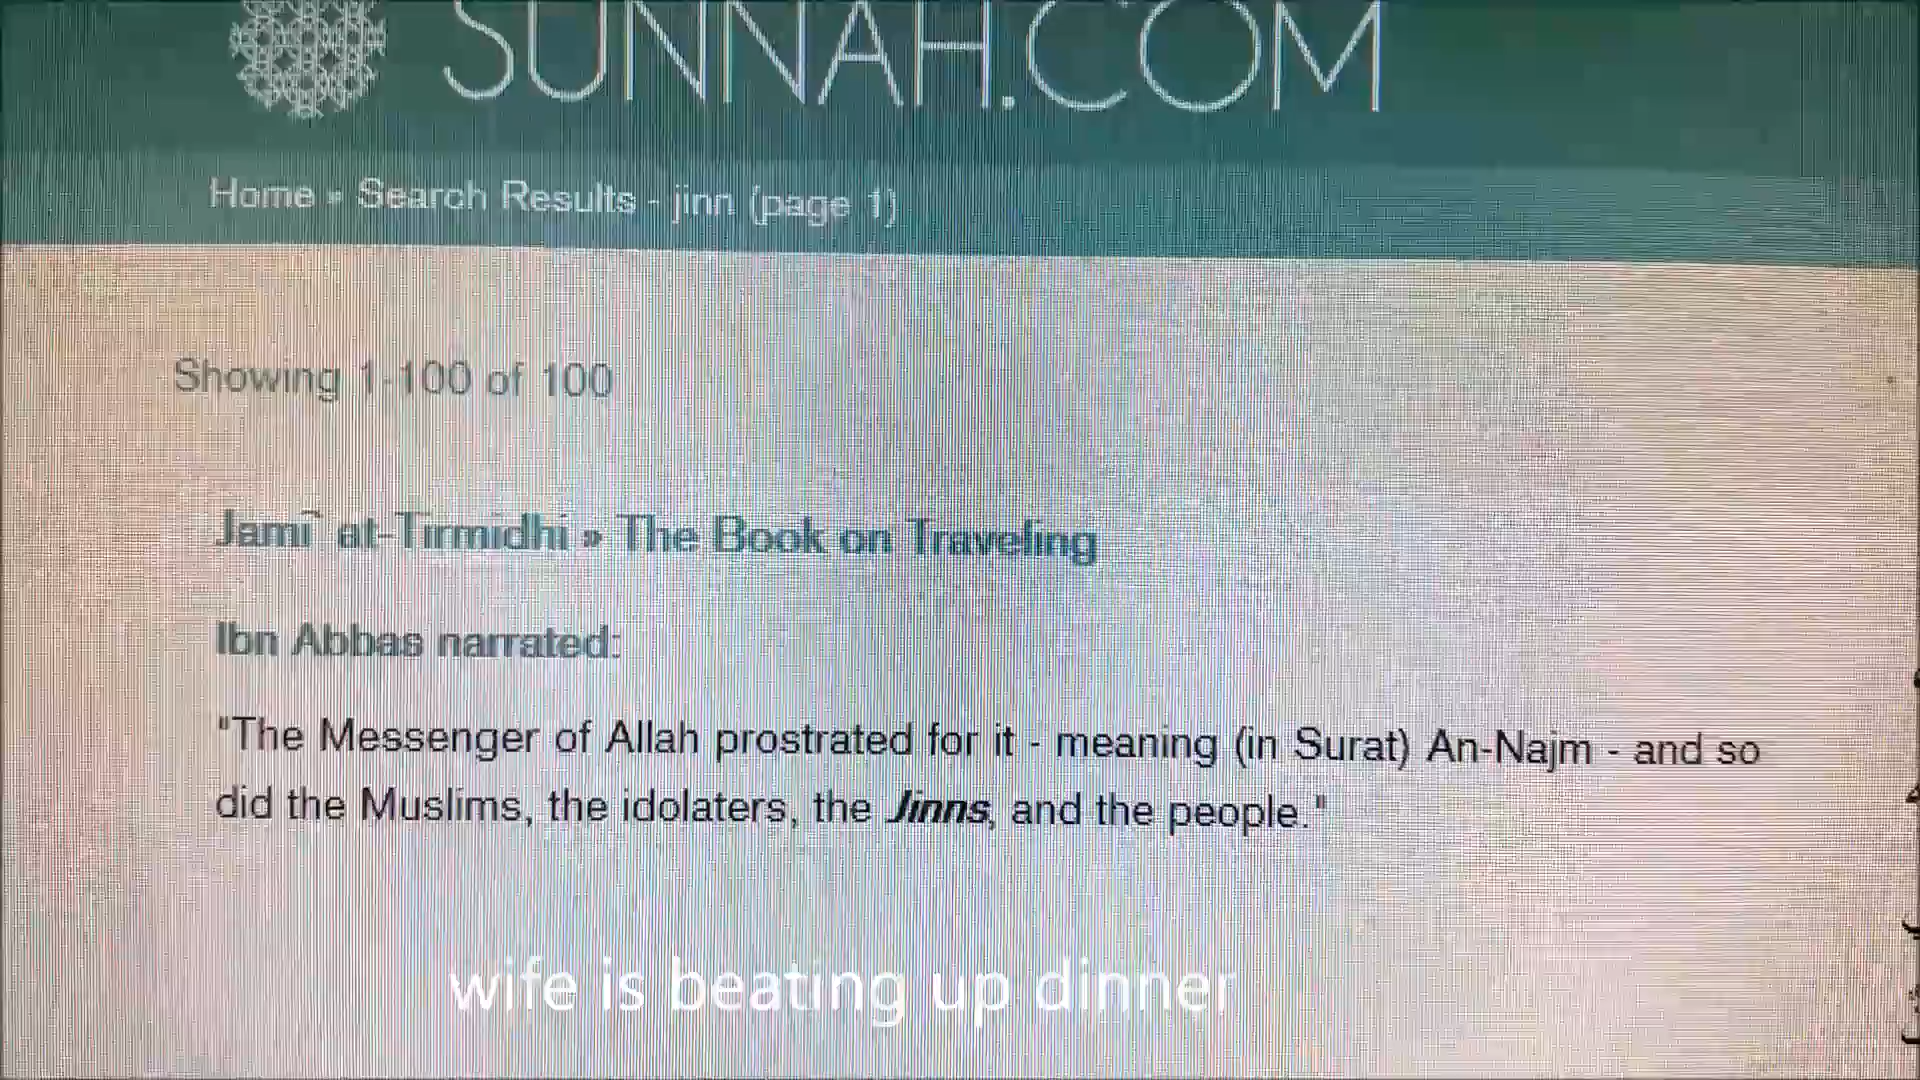 SUNNAH.COM
Home » Search Results - jinn (page 1)
Showing 1-100 of 100
Jami` at-Tirmidhi » The Book on Traveling
Ibn Abbas narrated:
"The Messenger of Allah prostrated for it - meaning (in Surat) An-Najm - and so
did the Muslims, the idolaters, the Jinns, and the people."
wife is beating up dinner